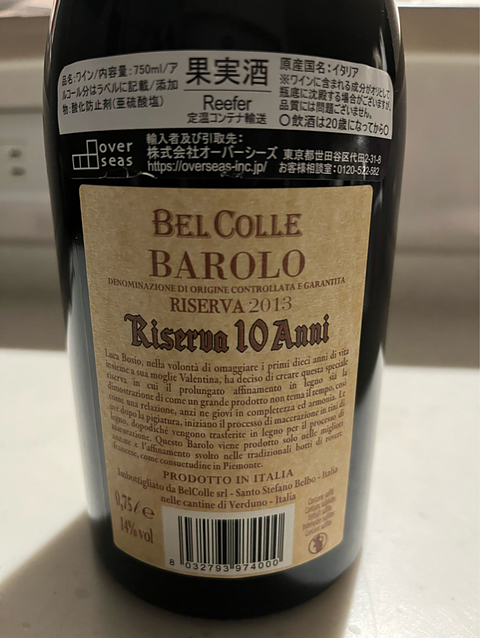 品名:ワイン/内容量:750ml/ア
ルコール分はラベルに記載/添加
物:酸化防止剤(亜硫酸塩)
果実酒
Reefer
定温コンテナ輸送
原産国名:イタリア
※ワインに含まれる成分がオリとして
瓶底に沈殿する場合がございますが、
品質には問題ございません。
〇飲酒は20歳になってから〇
over
seas
輸入者及び引取先:
株式会社オーバーシーズ 東京都世田谷区代田2-31-8
https://overseas-inc.jp/ お客様相談室:0120-522-582
BEL COLLE
BAROLO
DENOMINAZIONE DI ORIGINE CONTROLLATA E GARANTITA
RISERVA 2013
Riserva 10 Anni
Luca Bosio, nella volontà di omaggiare i primi dieci anni di vita
insieme a sua moglie Valentina, ha deciso di creare questa speciale
riserva, in cui il prolungato affinamento in legno sia la
dimostrazione di come un grande prodotto non tema il tempo, così
come una relazione, anzi ne giovi in completezza ed armonia. Le
uve dopo la pigiatura, iniziano il processo di macerazione in tini di
legno, dopodiché vengono trasferite in legno per il processo di
maturazione. Questo Barolo viene prodotto solo nelle migliori
annate e l'affinamento svolto nelle tradizionali botti di rovere
francese, come consuetudine in Piemonte.
PRODOTTO IN ITALIA
Imbottigliato da BelColle srl - Santo Stefano Belbo - Italia
nelle cantine di Verduno - Italia
0,75 l e
14% vol
8 032793 974000